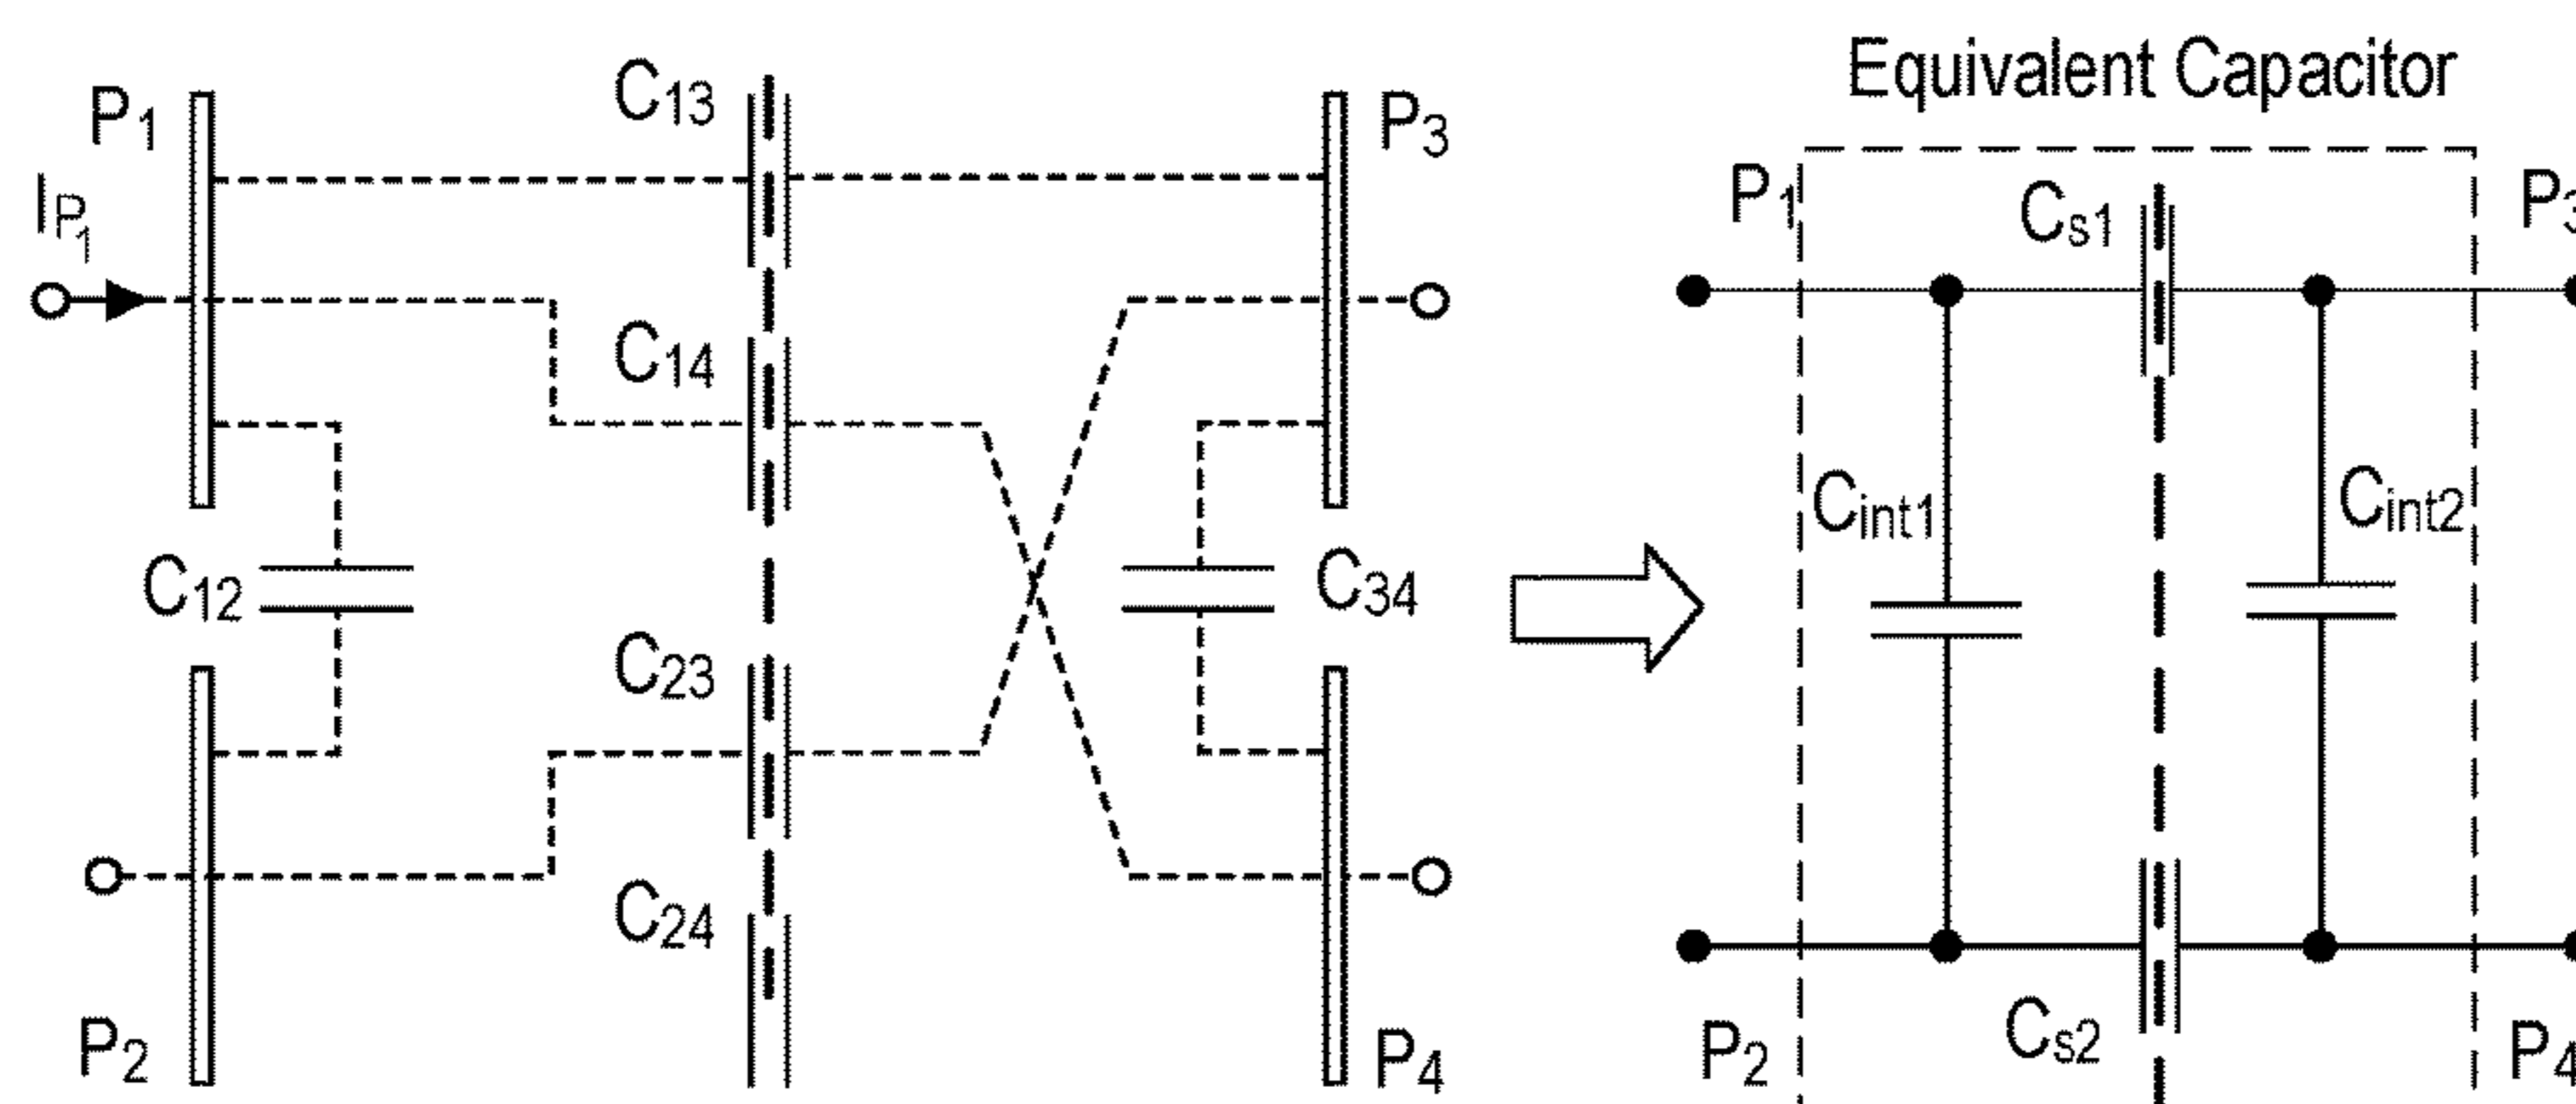 Equivalent Capacitor
P1
C13
P3
IP1
C14
C12
C34
C23
C24
P2
P4
P1
Cs1
P3
Cint1
Cint2
P2
Cs2
P4